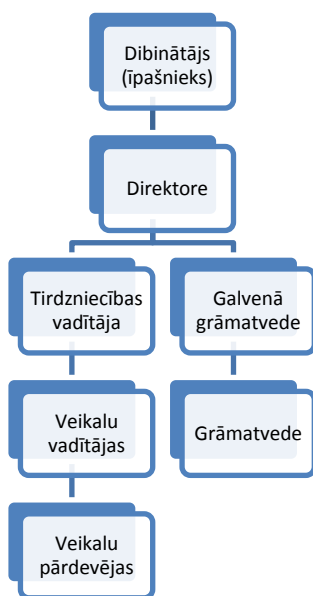 Dibinātājs
(īpašnieks)
Direktore
Tirdzniecības
vadītāja
Galvenā
grāmatvede
Veikalu
vadītājas
Grāmatvede
Veikalu
pārdevējas